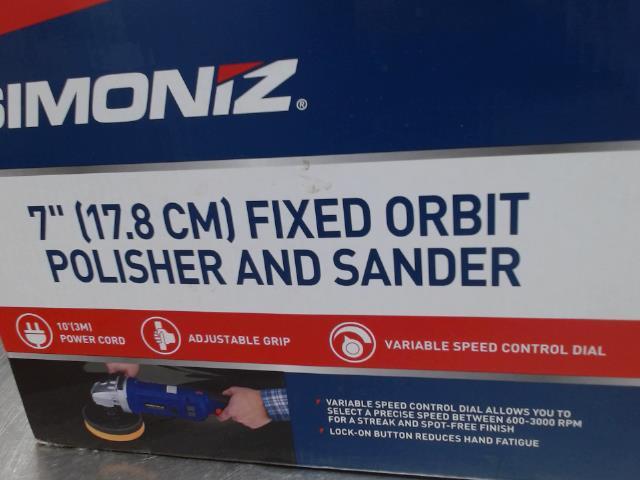 SIMONIZ®
7" (17.8 CM) FIXED ORBIT
POLISHER AND SANDER
10'(3M)
POWER CORD
ADJUSTABLE GRIP
VARIABLE SPEED CONTROL DIAL
VARIABLE SPEED CONTROL DIAL ALLOWS YOU TO
SELECT A PRECISE SPEED BETWEEN 600-3000 RPM
FOR A STREAK AND SPOT-FREE FINISH
LOCK-ON BUTTON REDUCES HAND FATIGUE